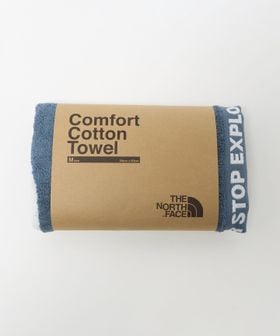 Comfort
Cotton
Towel
M
THE
NORTH
FACE
STOP EXPLO